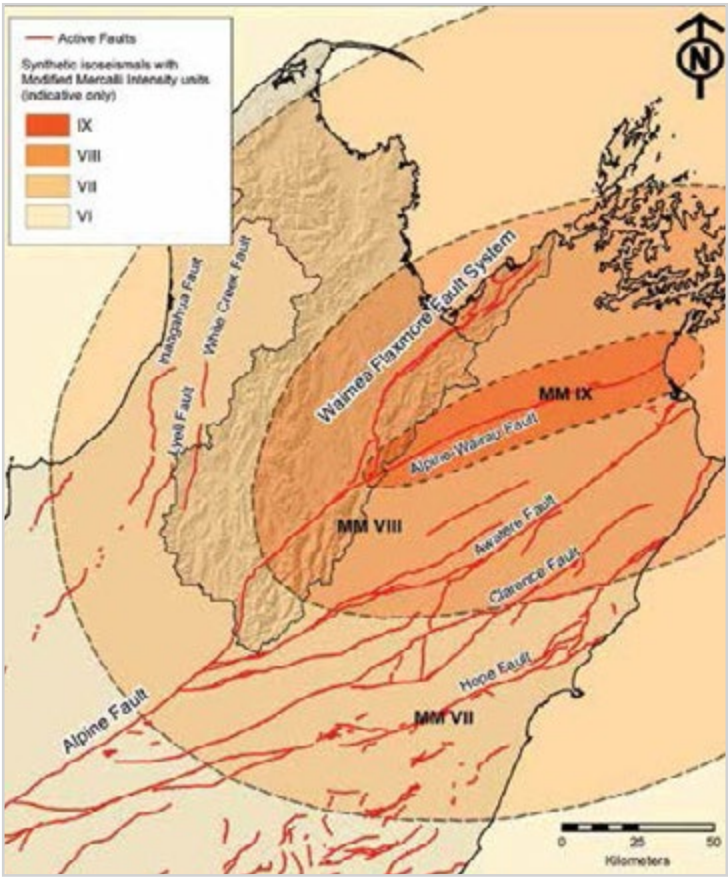 Active Faults
Synthetic isoseismals with
Modified Mercalli Intensity units
(indicative only)
IX
VIII
VII
VI
N
Inangahua Fault
White Creek Fault
Lyell Fault
Waimea Flaxmore Fault System
MM IX
Alpine/Wairau Fault
MM VIII
Awatere Fault
Clarence Fault
Hope Fault
Alpine Fault
MM VII
0 25 50
Kilometers